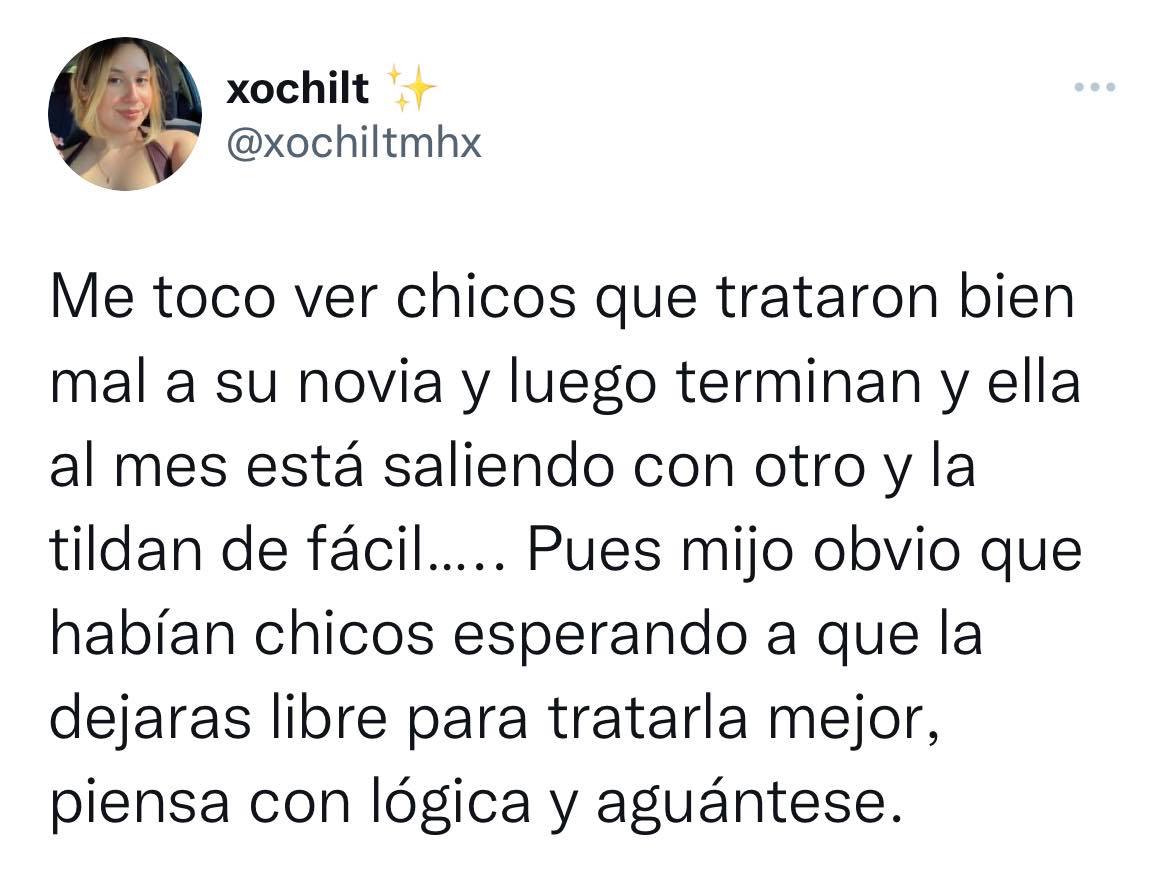 xochilt ✨
@xochiltmhx
Me toco ver chicos que trataron bien
mal a su novia y luego terminan y ella
al mes está saliendo con otro y la
tildan de fácil..... Pues mijo obvio que
habían chicos esperando a que la
dejaras libre para tratarla mejor,
piensa con lógica y aguántese.